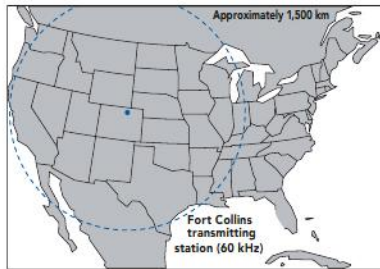 Approximately 1,500 km
Fort Collins
transmitting
station (60 kHz)